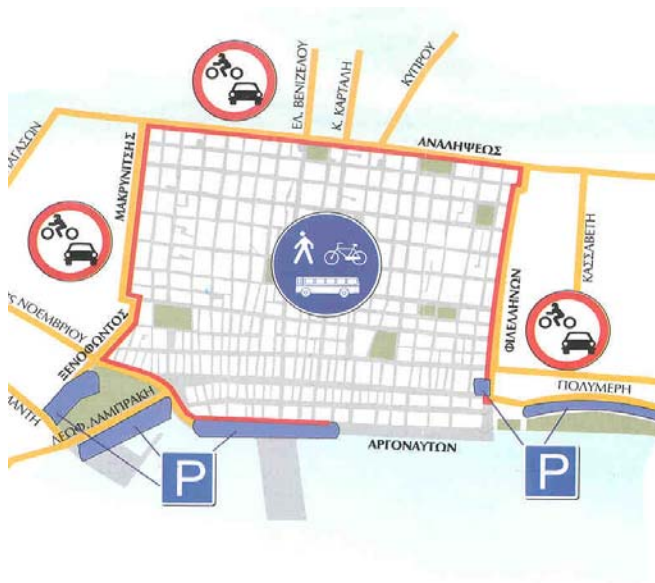 ΕΛ. ΒΕΝΙΖΕΛΟΥ
Κ. ΚΑΡΤΑΛΗ
ΚΥΠΡΟΥ
ΑΝΑΛΗΨΕΩΣ
ΜΑΚΡΥΝΙΤΣΗΣ
ΚΑΣΣΑΒΕΤΗ
ΦΙΛΕΛΛΗΝΩΝ
ΝΟΕΜΒΡΙΟΥ
ΞΕΝΟΦΩΝΤΟΣ
ΠΟΛΥΜΕΡΗ
ΛΕΩΦ. ΛΑΜΠΡΑΚΗ
ΑΡΓΟΝΑΥΤΩΝ
P
P